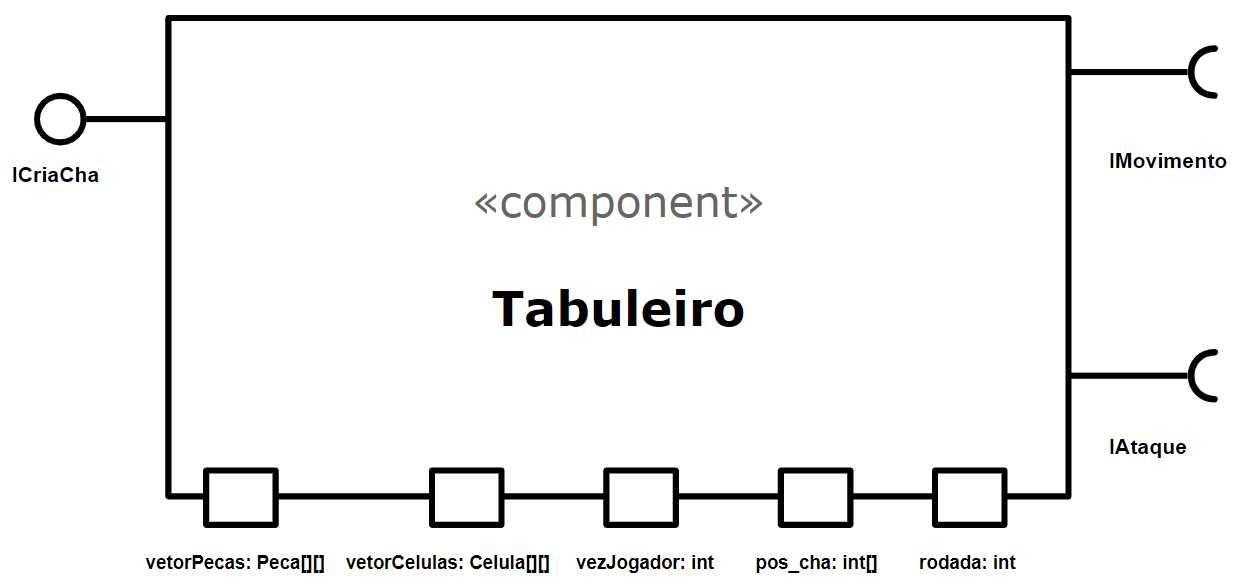 ICriaCha
IMovimento
«component»
Tabuleiro
IAtaque
vetorPecas: Peca[][]
vetorCelulas: Celula[][]
vezJogador: int
pos_cha: int[]
rodada: int